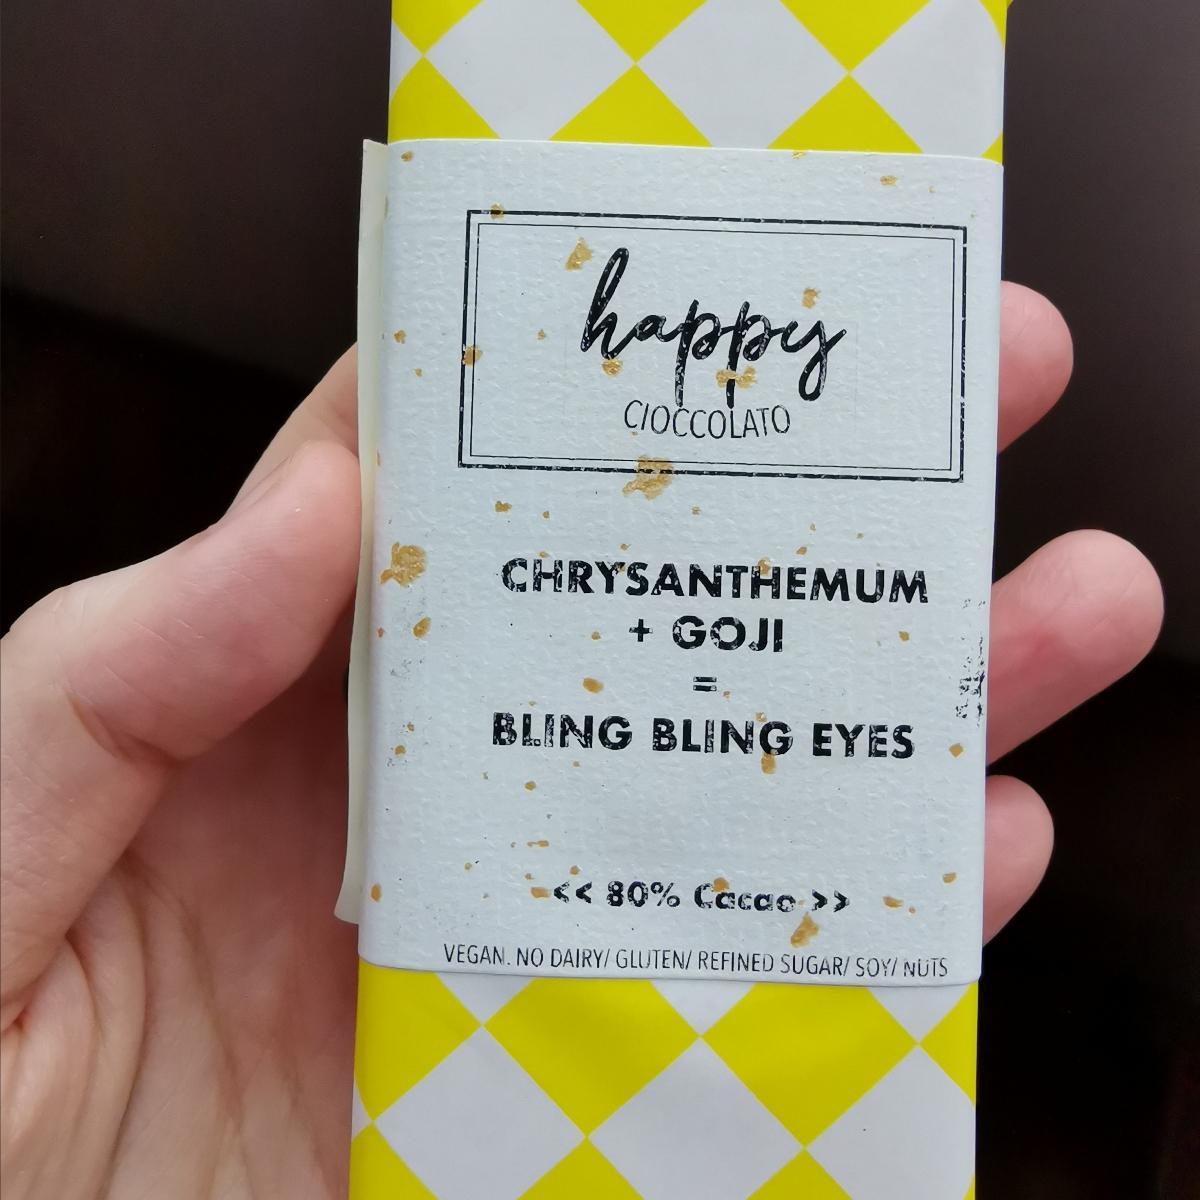 happy
CIOCCOLATO
CHRYSANTHEMUM
+ GOJI
=
BLING BLING EYES
<< 80% Cacao >>
VEGAN. NO DAIRY/ GLUTEN/ REFINED SUGAR/ SOY/ NUTS